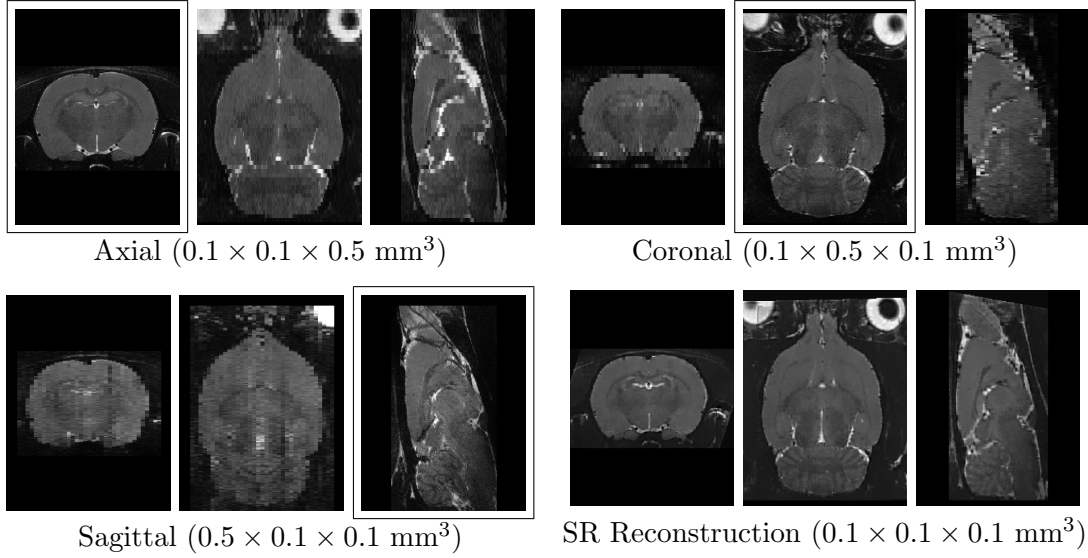 Axial (0.1 × 0.1 × 0.5 mm³)
Coronal (0.1 × 0.5 × 0.1 mm³)
Sagittal (0.5 × 0.1 × 0.1 mm³)
SR Reconstruction (0.1 × 0.1 × 0.1 mm³)